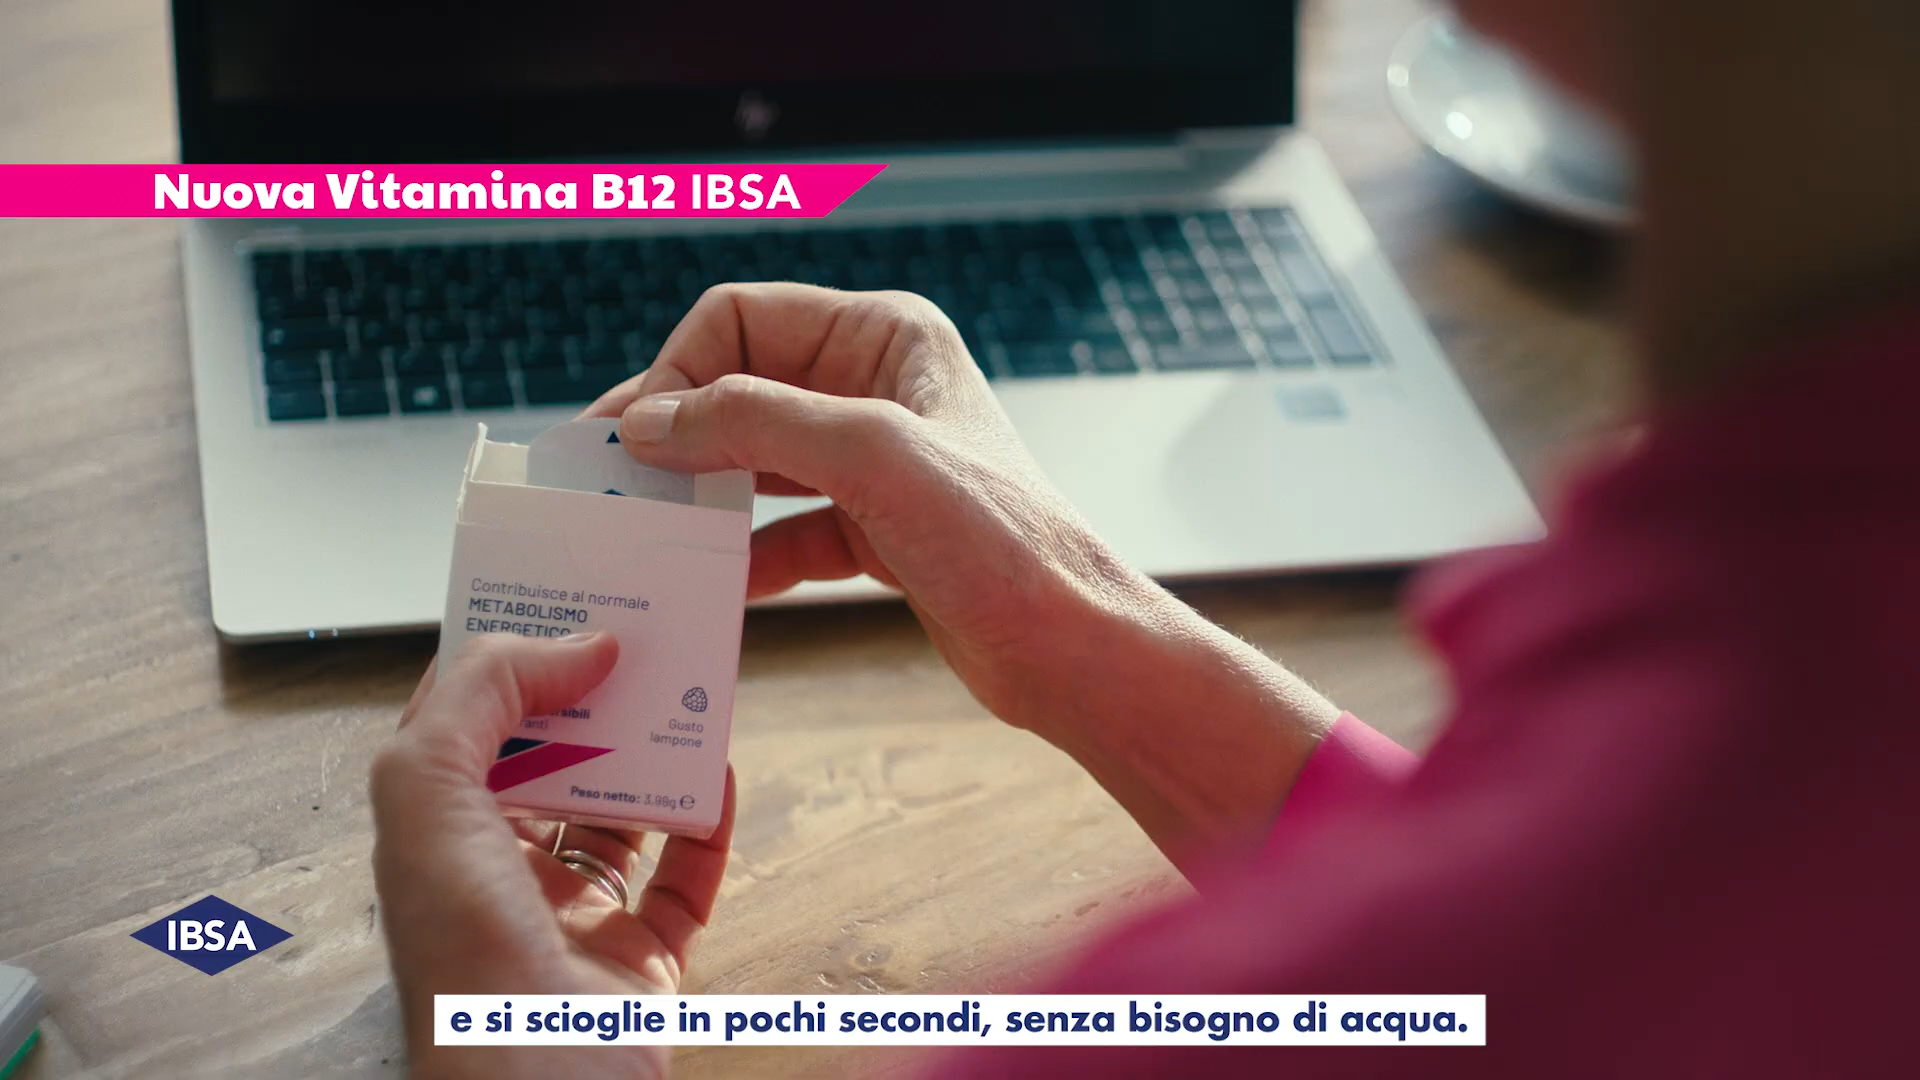 Nuova Vitamina B12 IBSA
Contribuisce al normale
METABOLISMO
ENERGETICO
Gusto
lampone
Peso netto: 3,99g ℮
IBSA
e si scioglie in pochi secondi, senza bisogno di acqua.